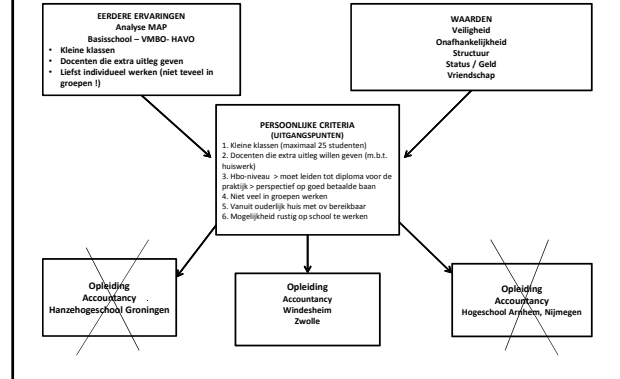 EERDERE ERVARINGEN
Analyse MAP
Basisschool – VMBO- HAVO
• Kleine klassen
• Docenten die extra uitleg geven
• Liefst individueel werken (niet teveel in
groepen !)
WAARDEN
Veiligheid
Onafhankelijkheid
Structuur
Status / Geld
Vriendschap
PERSOONLIJKE CRITERIA
(UITGANGSPUNTEN)
1. Kleine klassen (maximaal 25 studenten)
2. Docenten die extra uitleg willen geven (m.b.t.
huiswerk)
3. Hbo-niveau > moet leiden tot diploma voor de
praktijk > perspectief op goed betaalde baan
4. Niet veel in groepen werken
5. Vanuit ouderlijk huis met ov bereikbaar
6. Mogelijkheid rustig op school te werken
Opleiding
Accountancy
Hanzehogeschool Groningen
Opleiding
Accountancy
Windesheim
Zwolle
Opleiding
Accountancy
Hogeschool Arnhem, Nijmegen